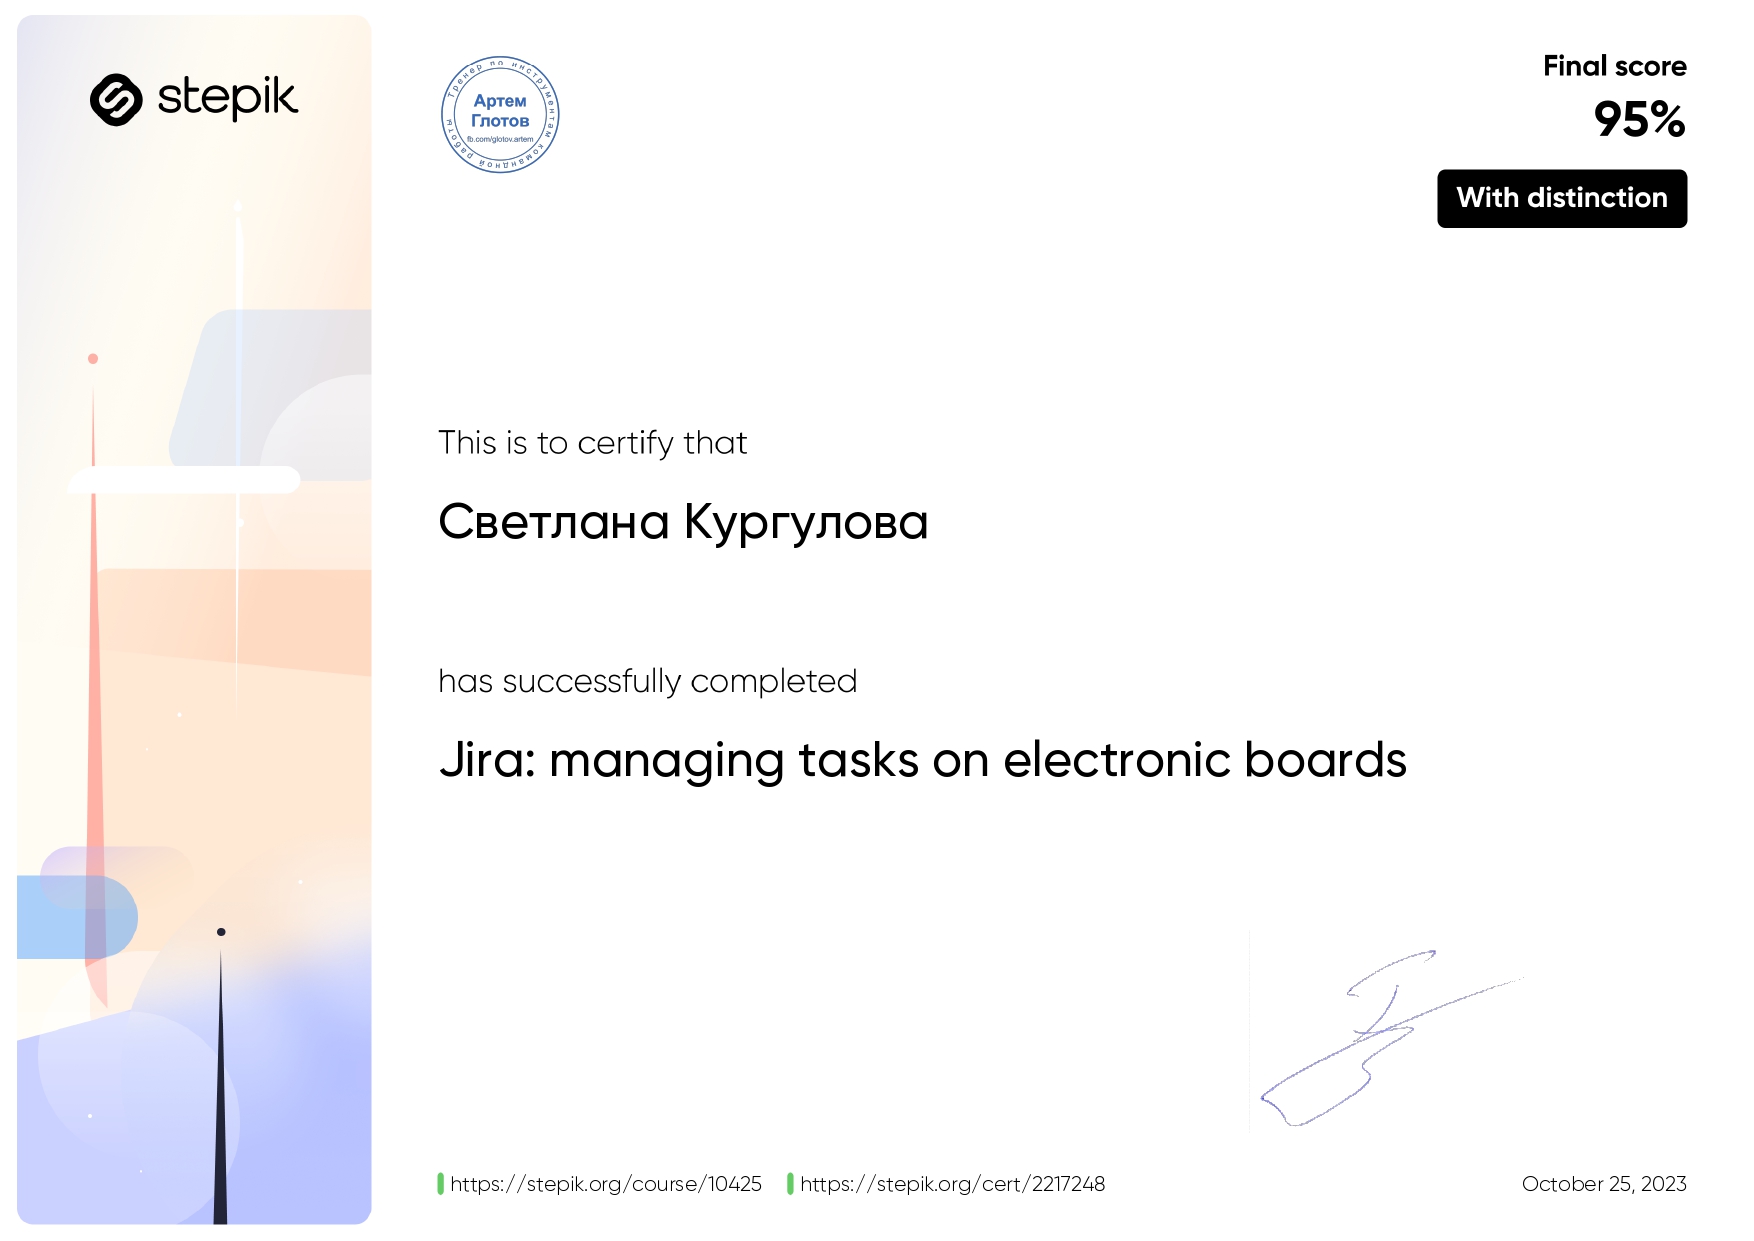 stepik
Тренер по инструментам командной работы
Артем
Глотов
fb.com/glotov.artem
Final score
95%
With distinction
This is to certify that
Светлана Кургулова
has successfully completed
Jira: managing tasks on electronic boards
https://stepik.org/course/10425
https://stepik.org/cert/2217248
October 25, 2023